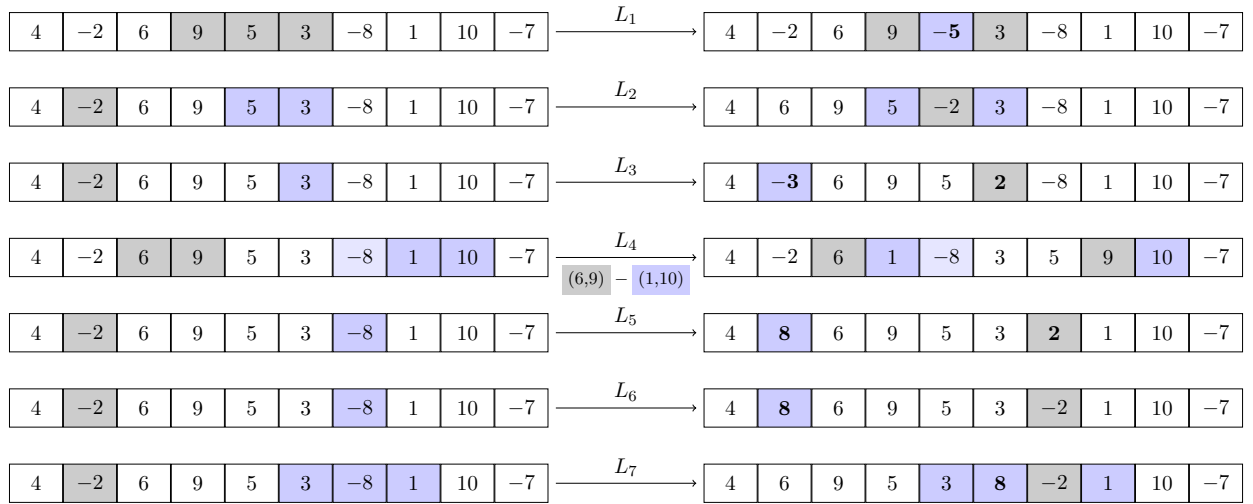 4 −2 6 9 5 3 −8 1 10 −7 L1 4 −2 6 9 −5 3 −8 1 10 −7
4 −2 6 9 5 3 −8 1 10 −7 L2 4 6 9 5 −2 3 −8 1 10 −7
4 −2 6 9 5 3 −8 1 10 −7 L3 4 −3 6 9 5 2 −8 1 10 −7
4 −2 6 9 5 3 −8 1 10 −7 L4 4 −2 6 1 −8 3 5 9 10 −7
(6,9) − (1,10)
4 −2 6 9 5 3 −8 1 10 −7 L5 4 8 6 9 5 3 2 1 10 −7
4 −2 6 9 5 3 −8 1 10 −7 L6 4 8 6 9 5 3 −2 1 10 −7
4 −2 6 9 5 3 −8 1 10 −7 L7 4 6 9 5 3 8 −2 1 10 −7